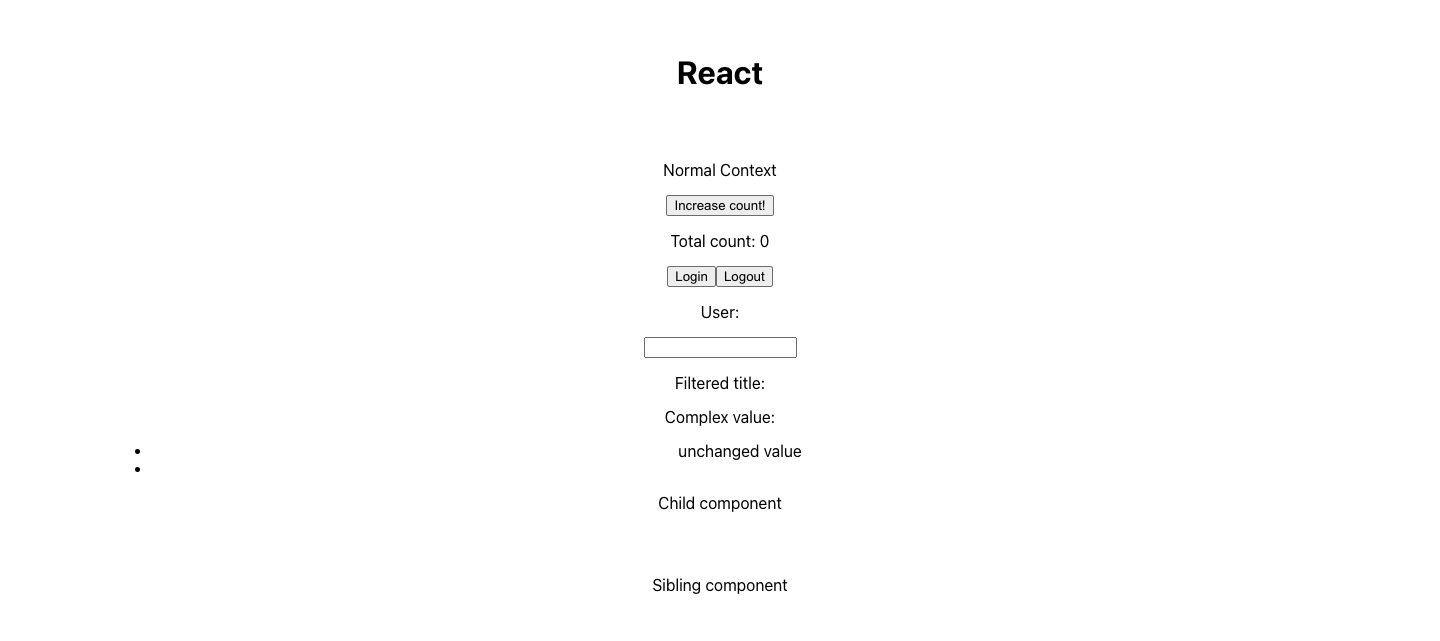 React
Normal Context
Increase count!
Total count: 0
Login Logout
User:
Filtered title:
Complex value:
unchanged value
Child component
Sibling component